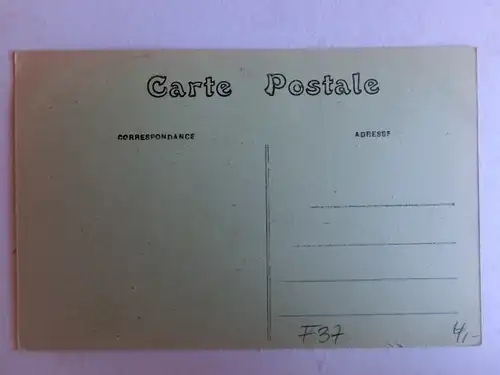 Carte Postale
CORRESPONDANCE ADRESSE
F37 4,-